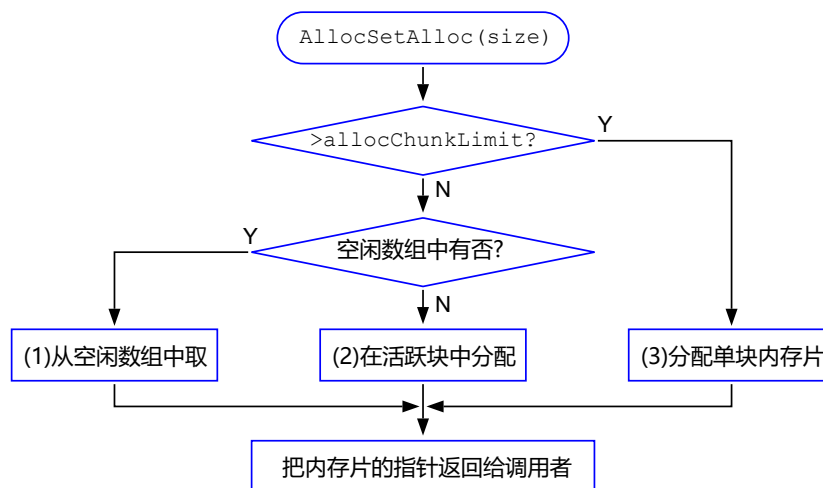 AllocSetAlloc(size)
>allocChunkLimit?
Y
N
空闲数组中有否?
Y
N
(1)从空闲数组中取
(2)在活跃块中分配
(3)分配单块内存片
把内存片的指针返回给调用者